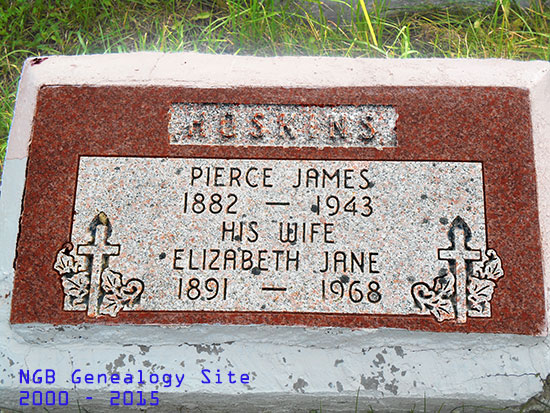 HOSKINS
PIERCE JAMES
1882 — 1943
HIS WIFE
ELIZABETH JANE
1891 — 1968
NGB Genealogy Site
2000 - 2015